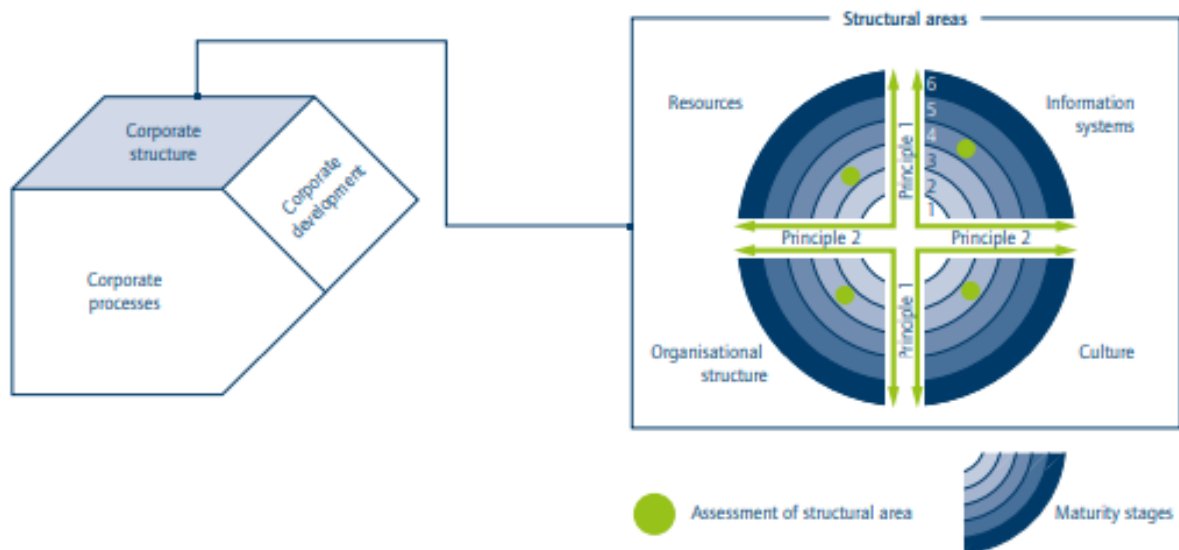 Structural areas
Corporate
structure
Corporate
development
Corporate
processes
Resources
Information
systems
6
5
4
3
2
1
Principle 1
Principle 2
Principle 2
Principle 1
Organisational
structure
Culture
Assessment of structural area
Maturity stages